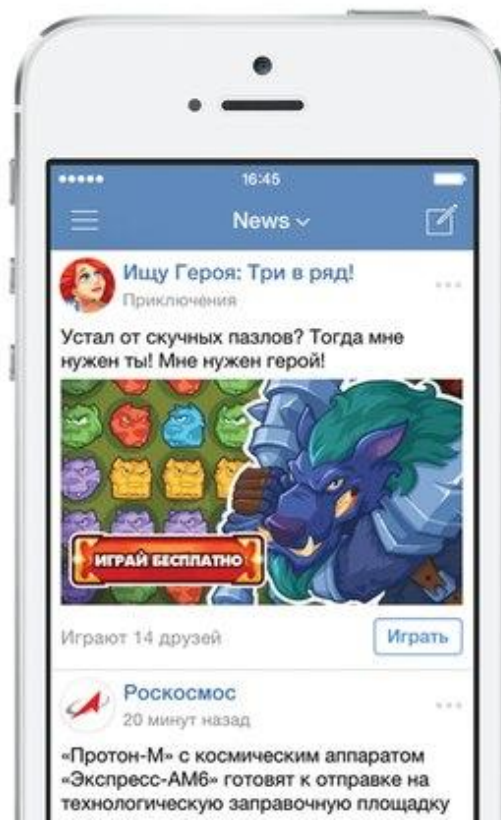 16:45
News
Ищу Героя: Три в ряд!
Приключения
Устал от скучных пазлов? Тогда мне
нужен ты! Мне нужен герой!
ИГРАЙ БЕСПЛАТНО
Играют 14 друзей
Играть
Роскосмос
20 минут назад
«Протон-М» с космическим аппаратом
«Экспресс-АМ6» готовят к отправке на
технологическую заправочную площадку